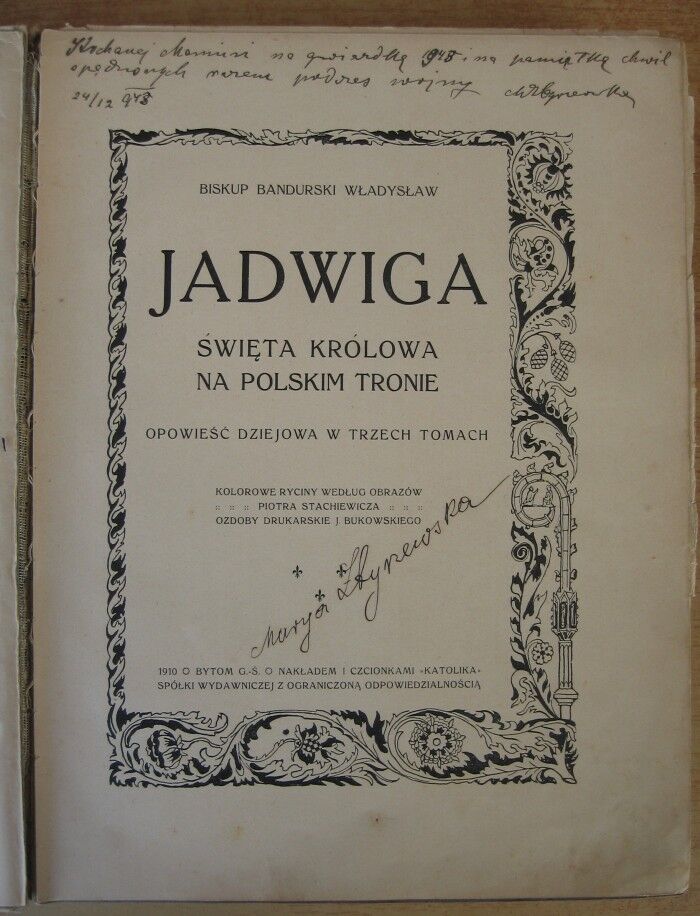 Kochanej Mamusi na gwiazdkę 1948 i na pamiątkę chwil
spędzonych razem podczas wojny
24/12 948
BISKUP BANDURSKI WŁADYSŁAW
JADWIGA
ŚWIĘTA KRÓLOWA
NA POLSKIM TRONIE
OPOWIEŚĆ DZIEJOWA W TRZECH TOMACH
KOLOROWE RYCINY WEDŁUG OBRAZÓW
:: :: :: PIOTRA STACHIEWICZA :: :: ::
OZDOBY DRUKARSKIE J. BUKOWSKIEGO
Marya
1910 O BYTOM G.-Ś. O NAKŁADEM I CZCIONKAMI »KATOLIKA«
SPÓŁKI WYDAWNICZEJ Z OGRANICZONĄ ODPOWIEDZIALNOŚCIĄ